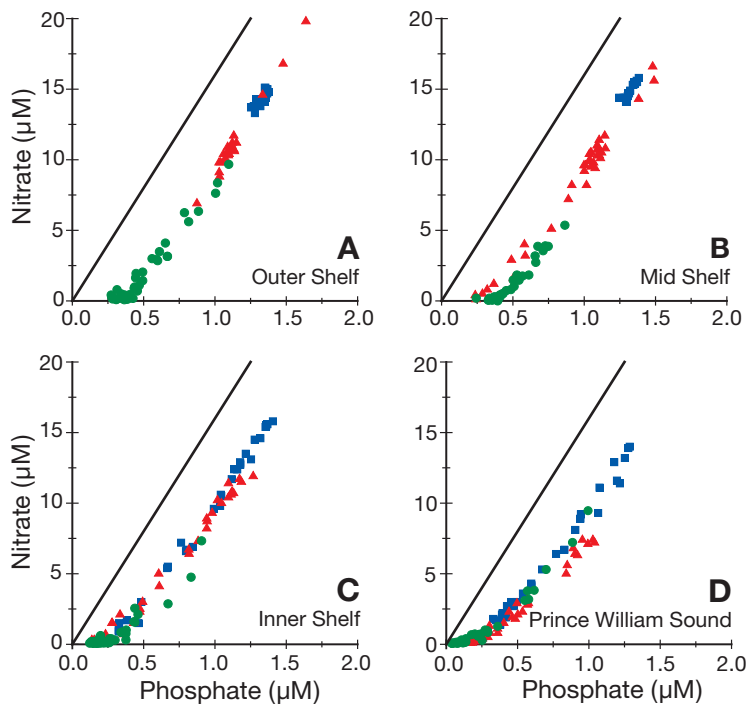 20
15
10
5
0
Nitrate (µM)
A
Outer Shelf
0.0 0.5 1.0 1.5 2.0
20
15
10
5
0
B
Mid Shelf
0.0 0.5 1.0 1.5 2.0
20
15
10
5
0
Nitrate (µM)
C
Inner Shelf
0.0 0.5 1.0 1.5 2.0
Phosphate (µM)
20
15
10
5
0
D
Prince William Sound
0.0 0.5 1.0 1.5 2.0
Phosphate (µM)